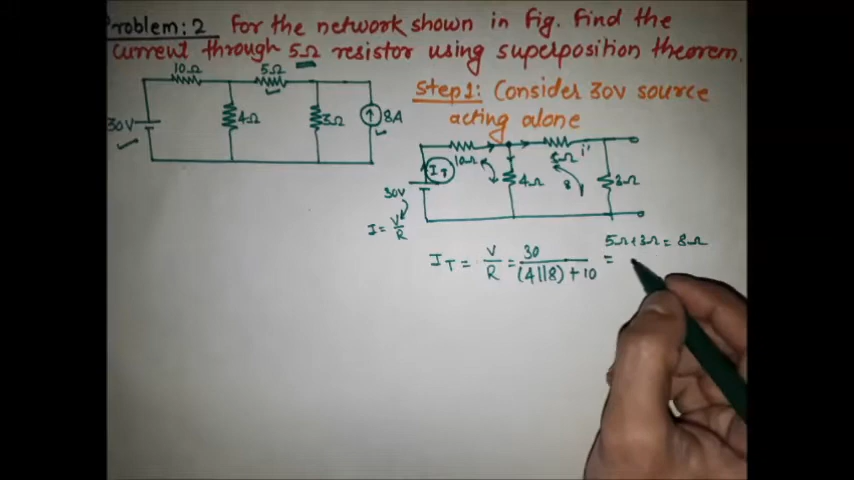 Problem: 2 For the network shown in Fig. Find the
current through 5Ω resistor using superposition theorem.
10Ω 5Ω
30V 4Ω 3Ω 8A
Step1: Consider 30V source
acting alone
10Ω 5Ω i'
IT 4Ω 8 3Ω
30V
I = V/R
5Ω + 3Ω = 8Ω
IT = V/R = 30/((4||8) + 10) =